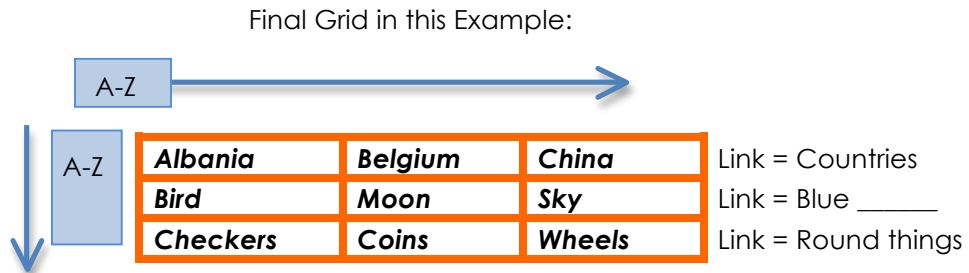 Final Grid in this Example:
A-Z
A-Z
Albania Belgium China Link = Countries
Bird Moon Sky Link = Blue ______
Checkers Coins Wheels Link = Round things